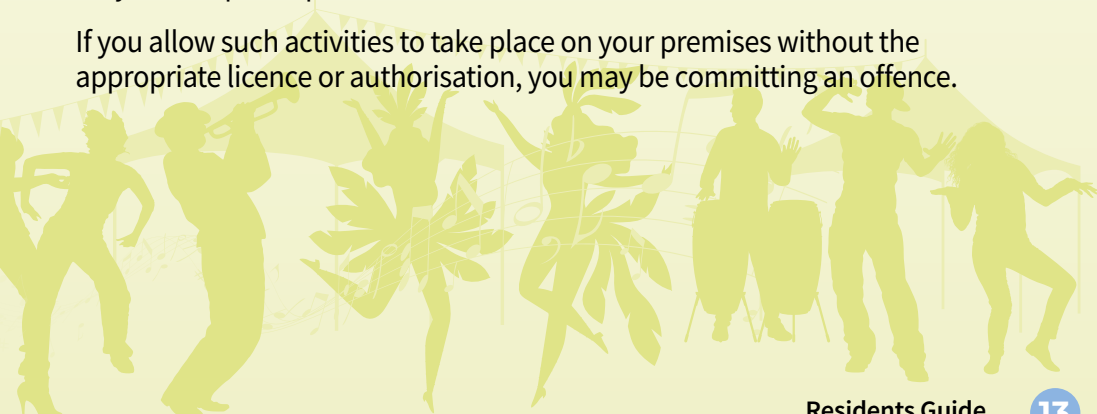 If you allow such activities to take place on your premises without the
appropriate licence or authorisation, you may be committing an offence.
Residents Guide 13